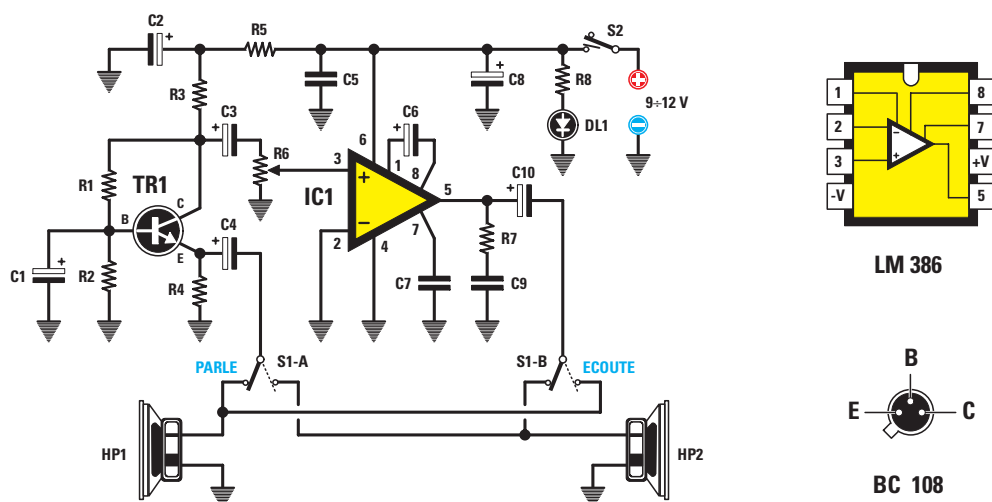 C2
+
R5
S2
C5
C8
+
R8
9÷12 V
DL1
R3
C3
+
R6
C6
+
6
1
8
3
+
IC1
−
2
4
7
5
C10
+
R1
TR1
B
C
E
C4
+
C1
+
R2
R4
C7
R7
C9
PARLE
S1-A
S1-B
ECOUTE
HP1
HP2
1
2
3
-V
8
7
+V
5
−
+
LM 386
B
E
C
BC 108